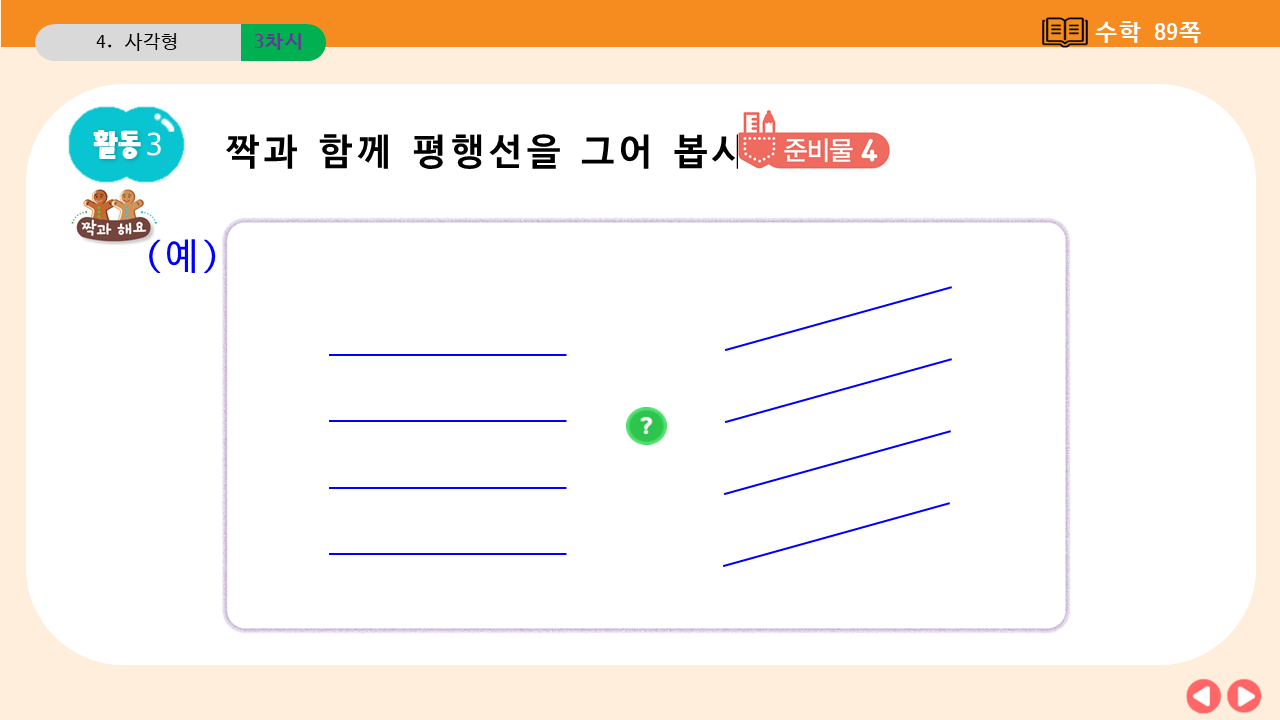 4. 사각형
3차시
수학 89쪽
활동 3
짝과 함께 평행선을 그어 봅시
준비물 4
짝과 해요
(예)
?